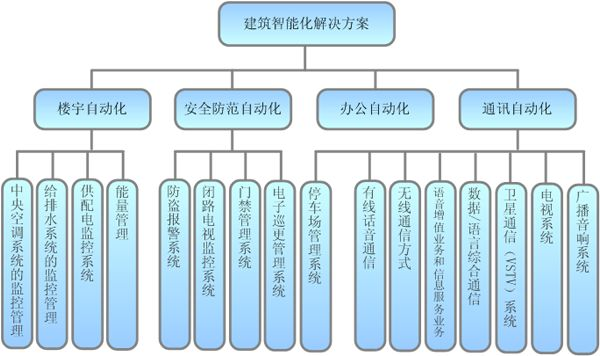 建筑智能化解决方案
楼宇自动化
安全防范自动化
办公自动化
通讯自动化
中央空调系统的监控管理
给排水系统的监控管理
供配电监控系统
能量管理
防盗报警系统
闭路电视监控系统
门禁管理系统
电子巡更管理系统
停车场管理系统
有线话音通信
无线通信方式
语音增值业务和信息服务业务
数据/语言综合通信
卫星通信（VSTV）系统
电视系统
广播音响系统